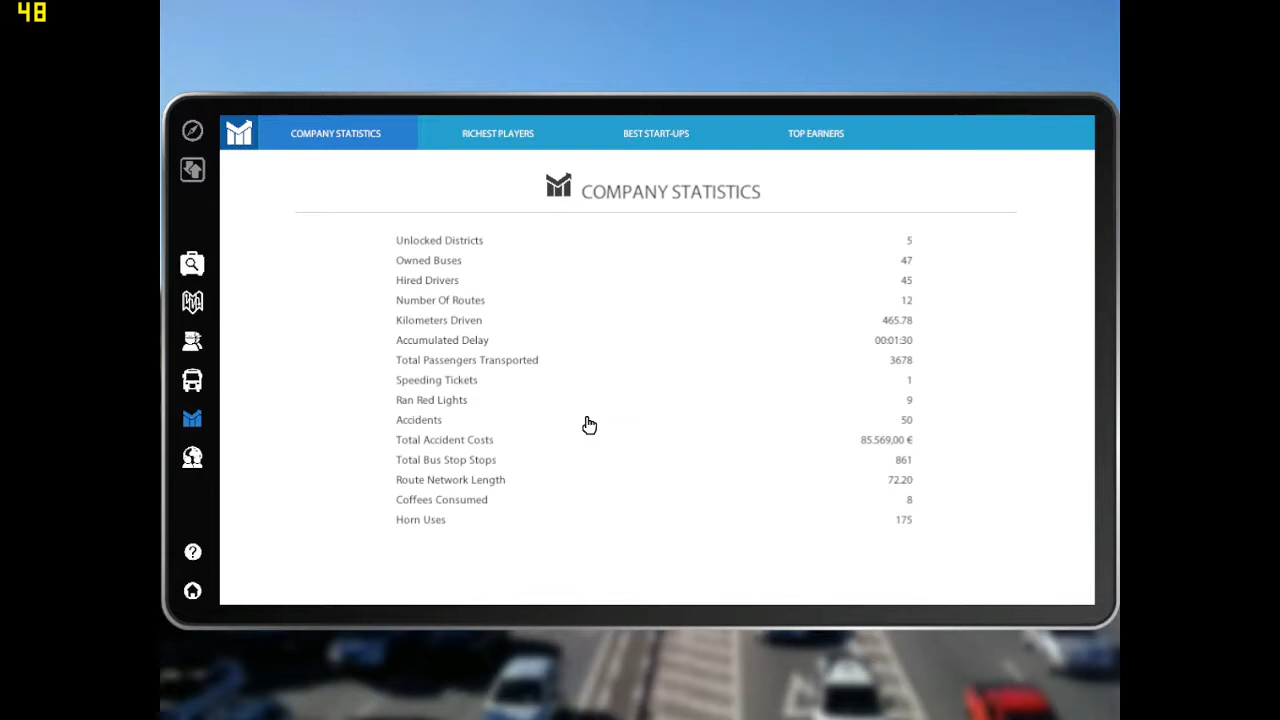 48
COMPANY STATISTICS RICHEST PLAYERS BEST START-UPS TOP EARNERS
COMPANY STATISTICS
Unlocked Districts 5
Owned Buses 47
Hired Drivers 45
Number Of Routes 12
Kilometers Driven 465.78
Accumulated Delay 00:01:30
Total Passengers Transported 3678
Speeding Tickets 1
Ran Red Lights 9
Accidents 50
Total Accident Costs 85.569,00 €
Total Bus Stop Stops 861
Route Network Length 72.20
Coffees Consumed 8
Horn Uses 175
?